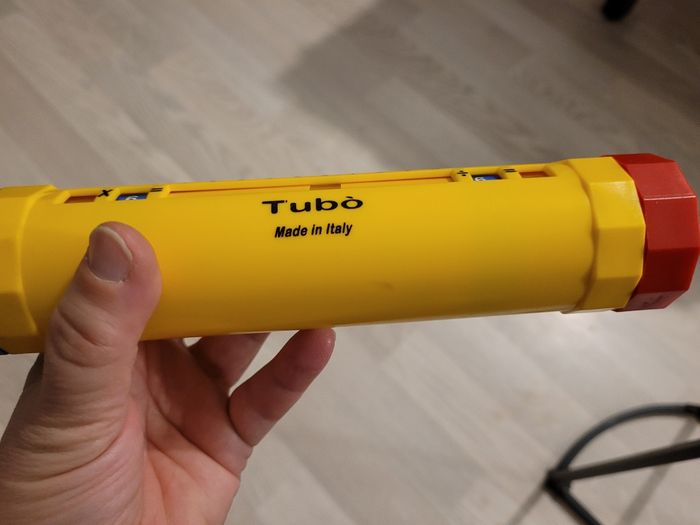 x =
÷ =
Tubò
Made in Italy